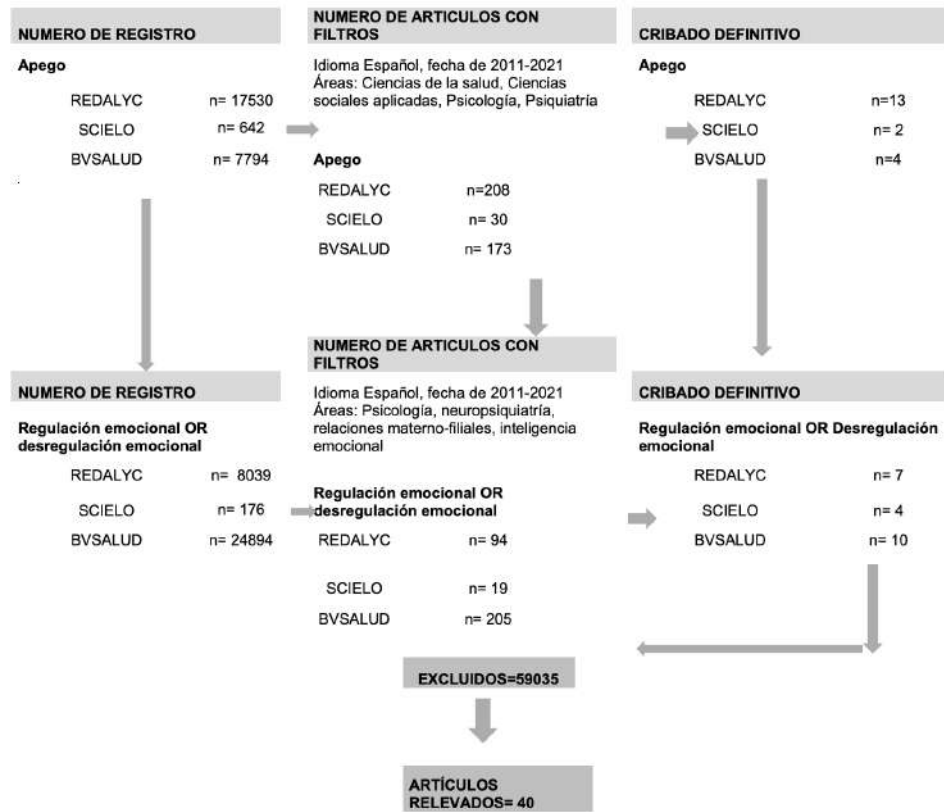 NUMERO DE REGISTRO
Apego
REDALYC n= 17530
SCIELO n= 642
BVSALUD n= 7794
NUMERO DE ARTICULOS CON
FILTROS
Idioma Español, fecha de 2011-2021
Áreas: Ciencias de la salud, Ciencias
sociales aplicadas, Psicología, Psiquiatría
Apego
REDALYC n=208
SCIELO n= 30
BVSALUD n= 173
CRIBADO DEFINITIVO
Apego
REDALYC n=13
SCIELO n= 2
BVSALUD n=4
NUMERO DE REGISTRO
Regulación emocional OR
desregulación emocional
REDALYC n= 8039
SCIELO n= 176
BVSALUD n= 24894
NUMERO DE ARTICULOS CON
FILTROS
Idioma Español, fecha de 2011-2021
Áreas: Psicología, neuropsiquiatría,
relaciones materno-filiales, inteligencia
emocional
Regulación emocional OR
desregulación emocional
REDALYC n= 94
SCIELO n= 19
BVSALUD n= 205
CRIBADO DEFINITIVO
Regulación emocional OR Desregulación
emocional
REDALYC n= 7
SCIELO n= 4
BVSALUD n= 10
EXCLUIDOS=59035
ARTÍCULOS
RELEVADOS= 40